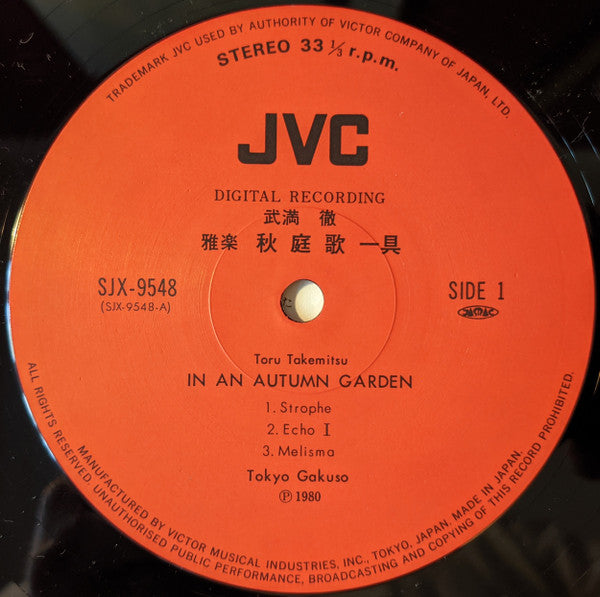 TRADEMARK JVC USED BY AUTHORITY OF VICTOR COMPANY OF JAPAN, LTD.
STEREO 33 ⅓ r.p.m.
JVC
DIGITAL RECORDING
武満 徹
雅楽 秋庭歌一具
SJX-9548
(SJX-9548-A)
SIDE 1
JASRAC
Toru Takemitsu
IN AN AUTUMN GARDEN
1. Strophe
2. Echo I
3. Melisma
Tokyo Gakuso
Ⓟ 1980
ALL RIGHTS RESERVED. UNAUTHORISED PUBLIC PERFORMANCE, BROADCASTING AND COPYING OF THIS RECORD PROHIBITED.
MANUFACTURED BY VICTOR MUSICAL INDUSTRIES, INC., TOKYO, JAPAN. MADE IN JAPAN.